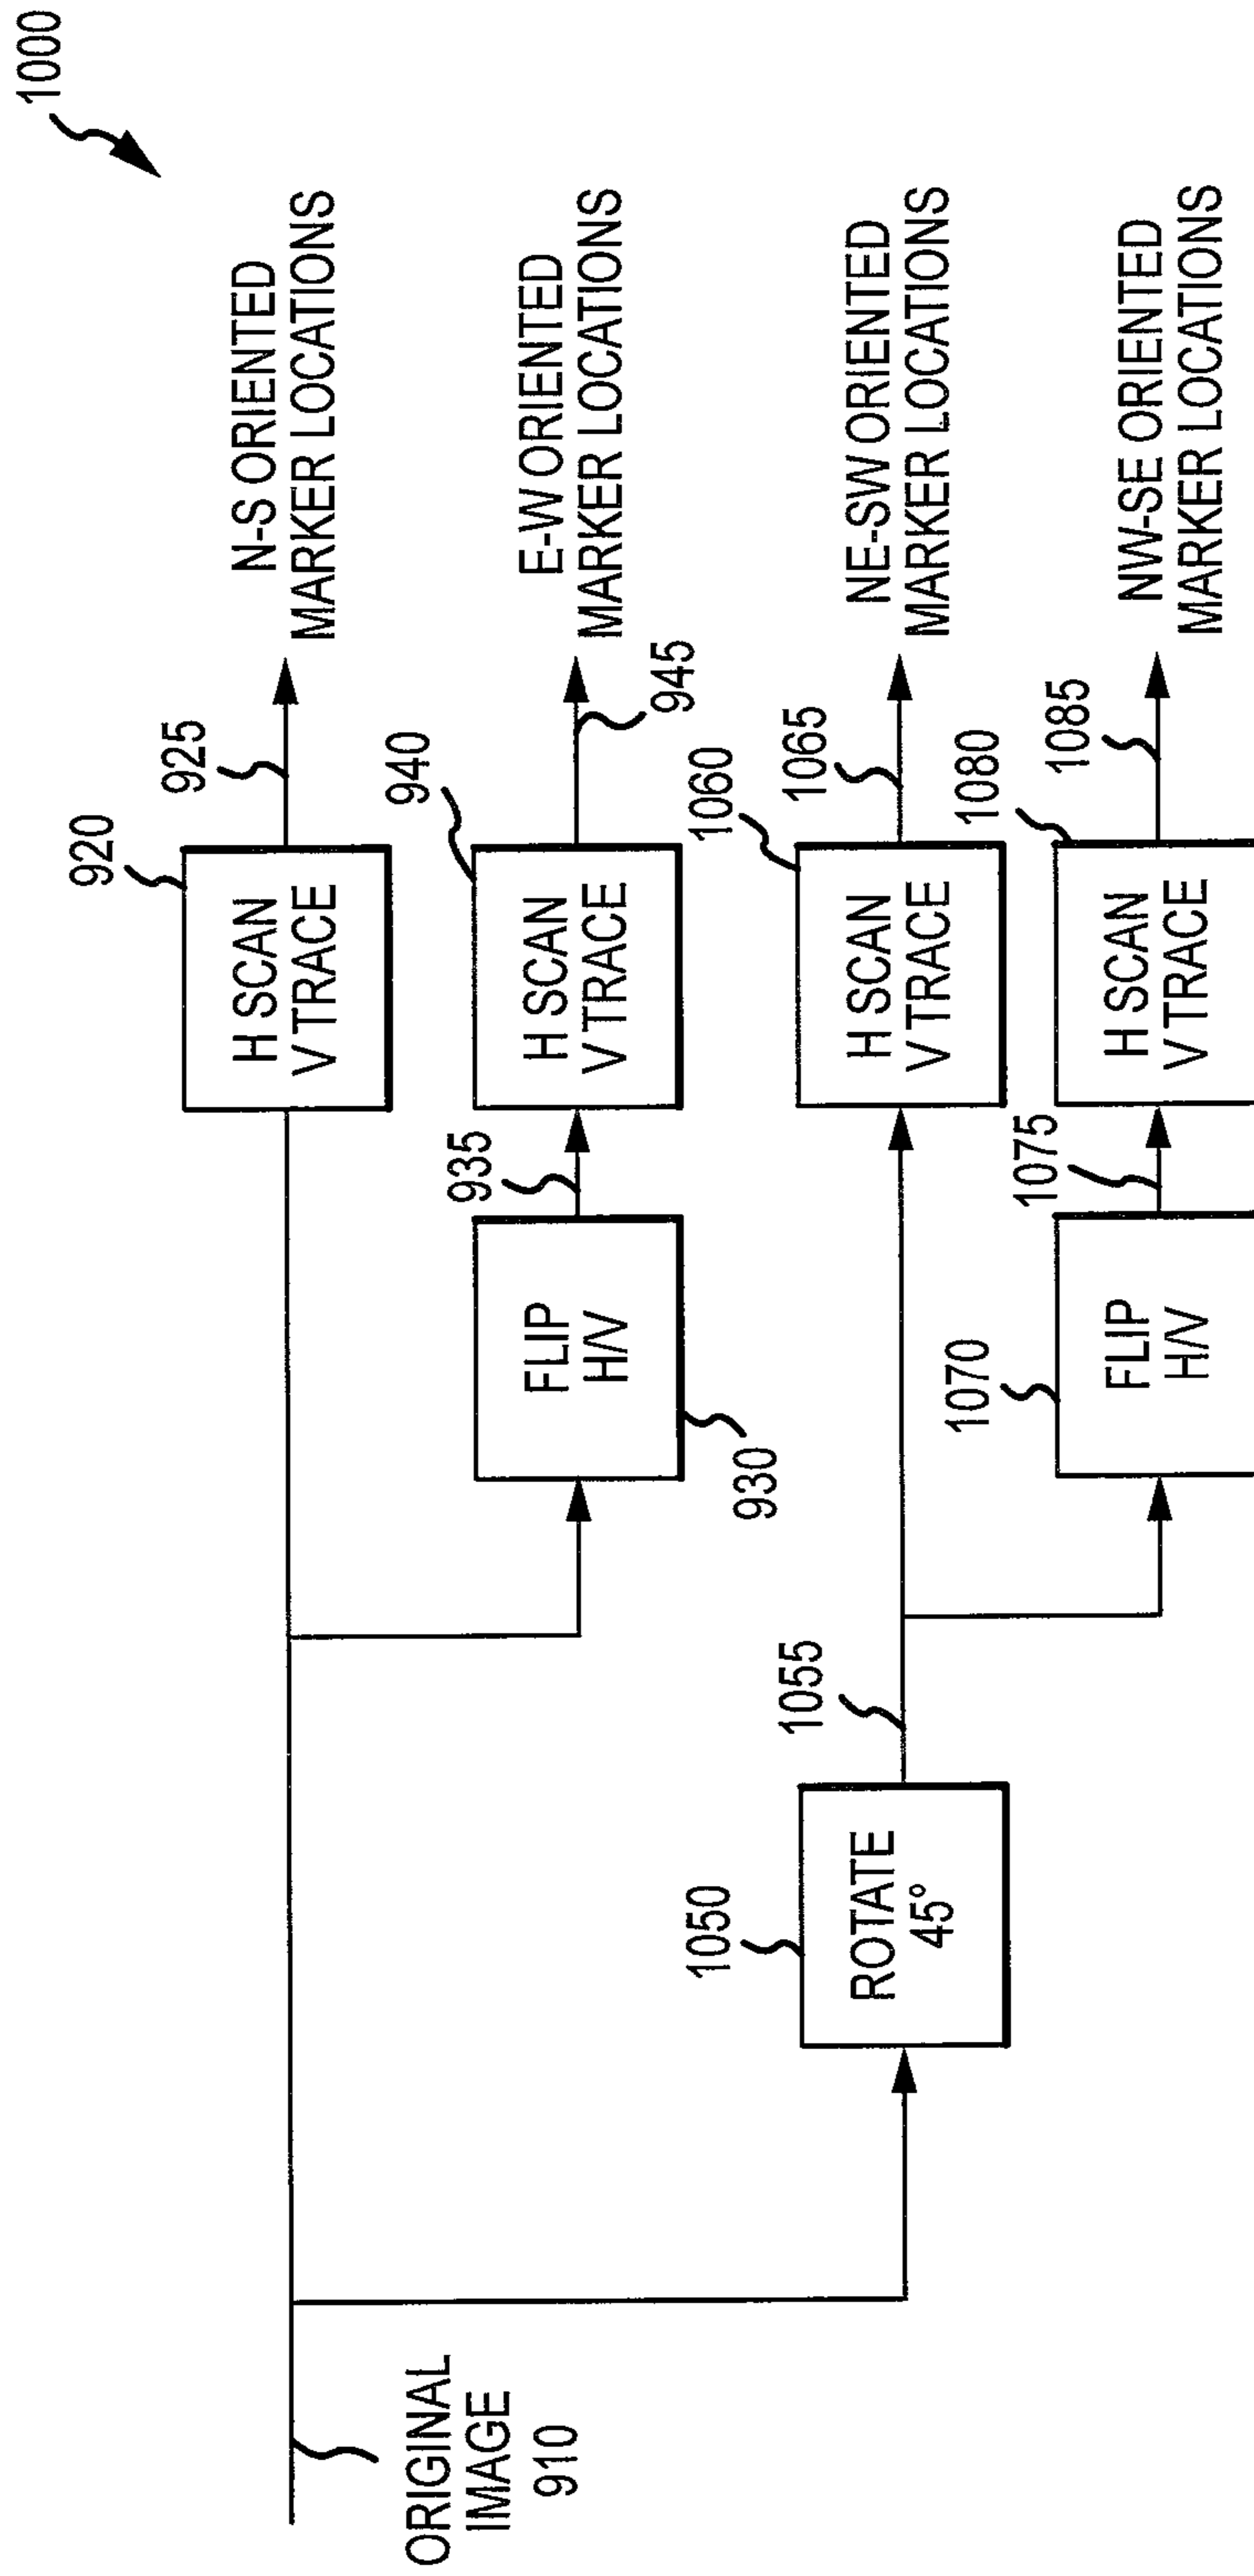 1000
N-S ORIENTED
MARKER LOCATIONS
925
920
H SCAN
V TRACE
E-W ORIENTED
MARKER LOCATIONS
945
940
H SCAN
V TRACE
935
FLIP
H/V
930
NE-SW ORIENTED
MARKER LOCATIONS
1065
1060
H SCAN
V TRACE
1055
ROTATE
45°
1050
NW-SE ORIENTED
MARKER LOCATIONS
1085
1080
H SCAN
V TRACE
1075
FLIP
H/V
1070
ORIGINAL
IMAGE
910